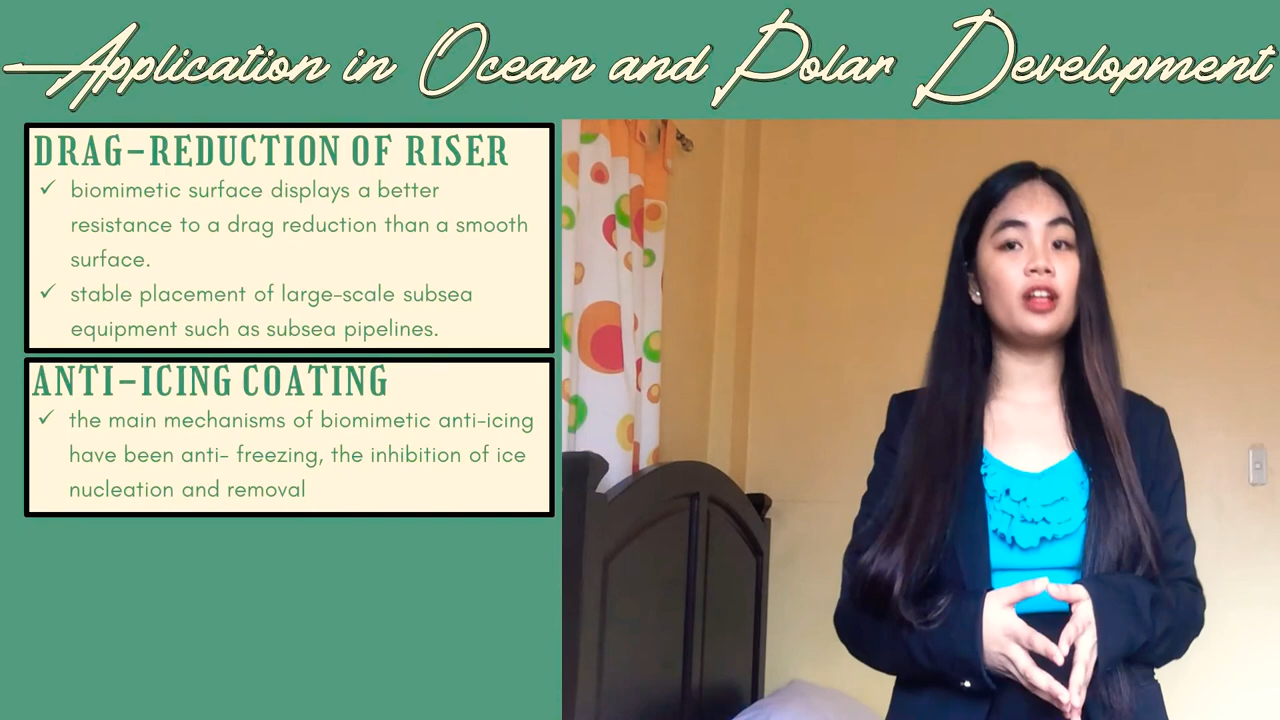 Application in Ocean and Polar Development
DRAG-REDUCTION OF RISER
✓ biomimetic surface displays a better
resistance to a drag reduction than a smooth
surface.
✓ stable placement of large-scale subsea
equipment such as subsea pipelines.
ANTI-ICING COATING
✓ the main mechanisms of biomimetic anti-icing
have been anti- freezing, the inhibition of ice
nucleation and removal